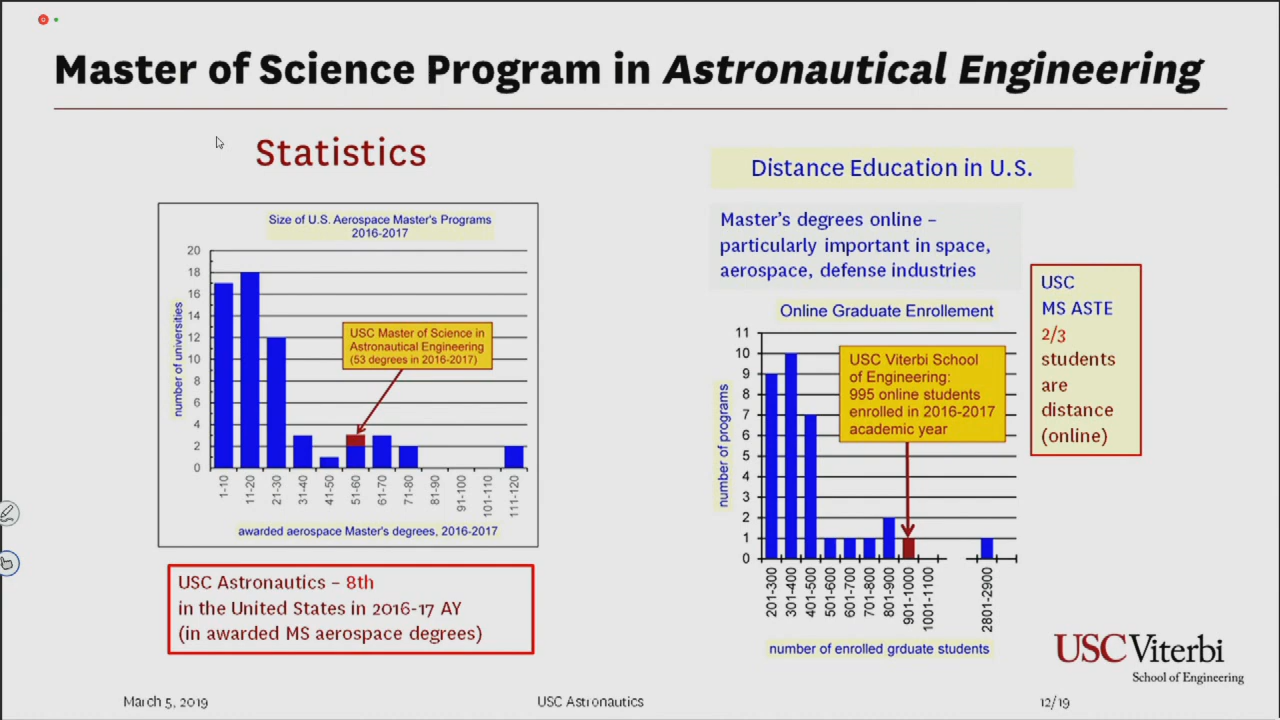 Master of Science Program in Astronautical Engineering
Statistics
Size of U.S. Aerospace Master's Programs
2016-2017
number of universities
20
18
16
14
12
10
8
6
4
2
0
USC Master of Science in
Astronautical Engineering
(53 degrees in 2016-2017)
1-10
11-20
21-30
31-40
41-50
51-60
61-70
71-80
81-90
91-100
101-110
111-120
awarded aerospace Master's degrees, 2016-2017
USC Astronautics – 8th
in the United States in 2016-17 AY
(in awarded MS aerospace degrees)
Distance Education in U.S.
Master's degrees online –
particularly important in space,
aerospace, defense industries
Online Graduate Enrollement
number of programs
11
10
9
8
7
6
5
4
3
2
1
0
USC Viterbi School
of Engineering:
995 online students
enrolled in 2016-2017
academic year
201-300
301-400
401-500
501-600
601-700
701-800
801-900
901-1000
1001-1100
2801-2900
number of enrolled grduate students
USC
MS ASTE
2/3
students
are
distance
(online)
USC Viterbi
School of Engineering
March 5, 2019
USC Astronautics
12/19